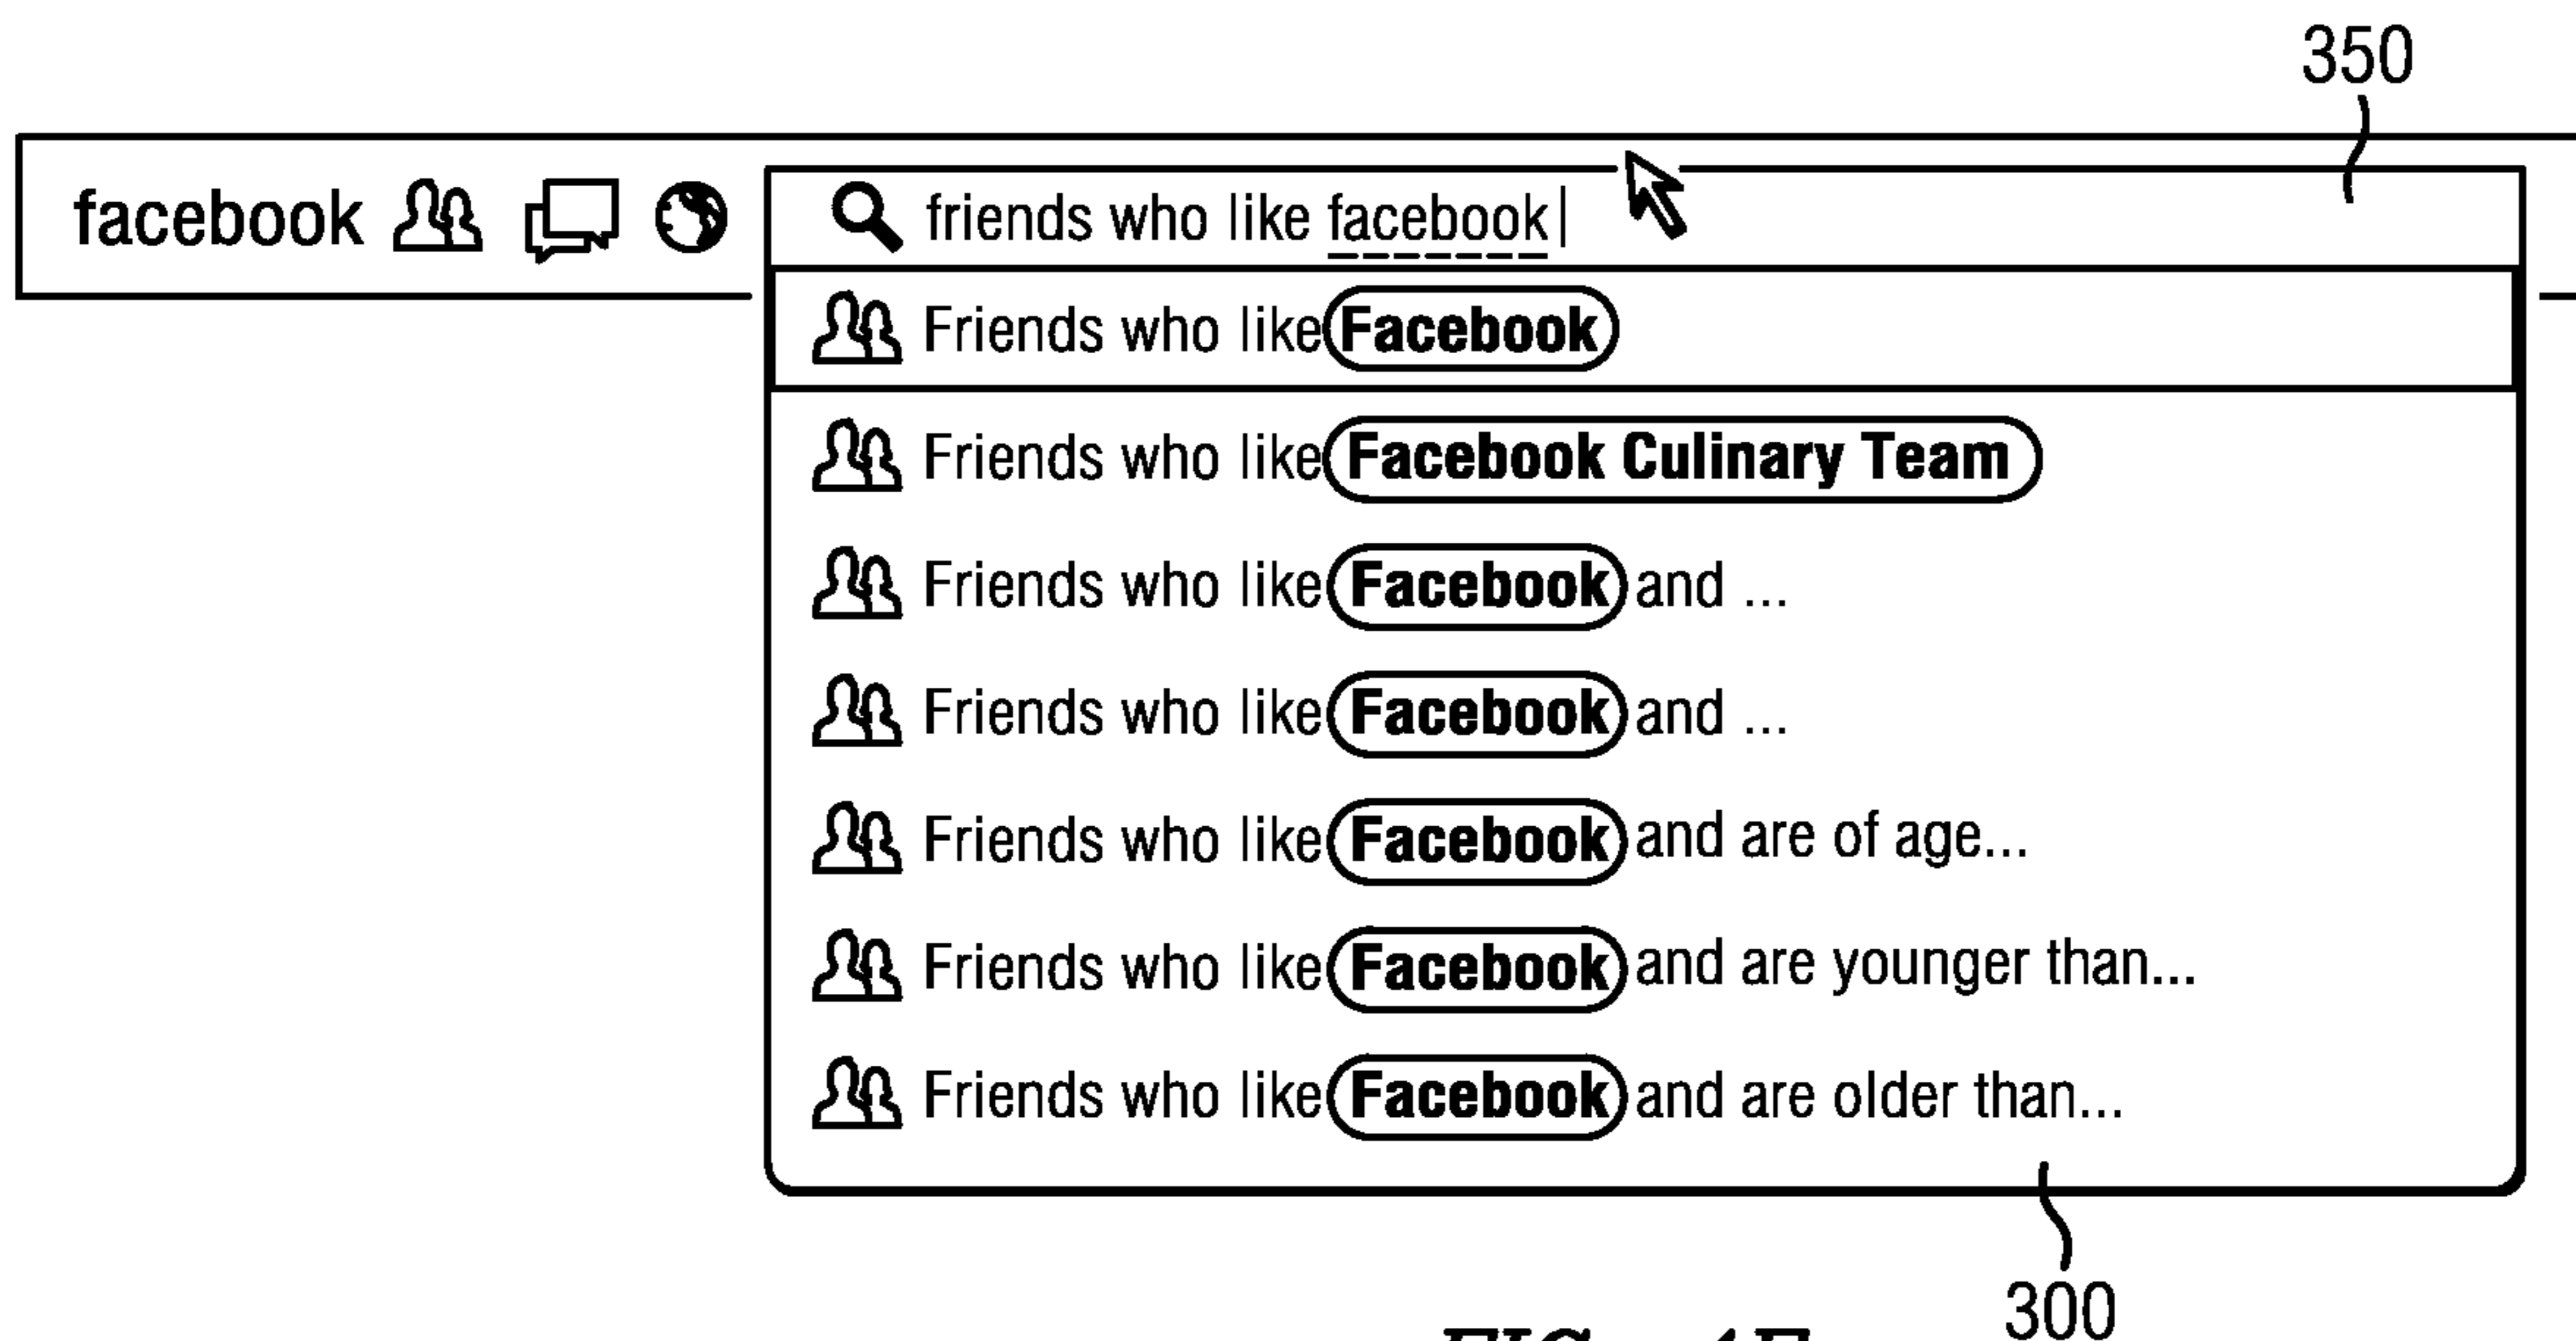 350
facebook friends who like facebook
Friends who like Facebook
Friends who like Facebook Culinary Team
Friends who like Facebook and ...
Friends who like Facebook and ...
Friends who like Facebook and are of age...
Friends who like Facebook and are younger than...
Friends who like Facebook and are older than...
300